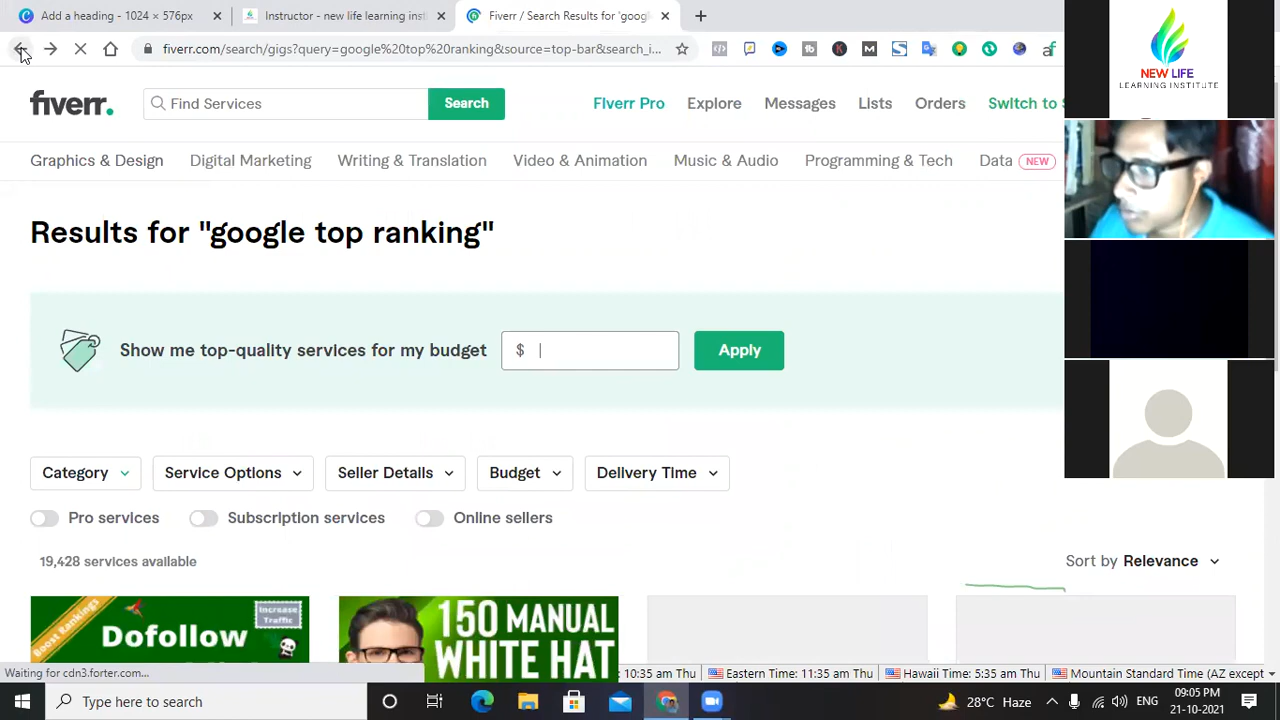 Add a heading - 1024 × 576px
Instructor - new life learning inst
Fiverr / Search Results for "goog
fiverr.com/search/gigs?query=google%20top%20ranking&source=top-bar&search_i...
NEW LIFE
LEARNING INSTITUTE
fiverr.
Find Services
Search
Fiverr Pro
Explore
Messages
Lists
Orders
Switch to S
Graphics & Design
Digital Marketing
Writing & Translation
Video & Animation
Music & Audio
Programming & Tech
Data
NEW
Results for "google top ranking"
Show me top-quality services for my budget
$
Apply
Category
Service Options
Seller Details
Budget
Delivery Time
Pro services
Subscription services
Online sellers
19,428 services available
Sort by Relevance
Boost Rankings
Dofollow
Increase
Traffic
150 MANUAL
WHITE HAT
Waiting for cdn3.forter.com...
10:35 am Thu
Eastern Time: 11:35 am Thu
Hawaii Time: 5:35 am Thu
Mountain Standard Time (AZ except
Type here to search
28°C Haze
ENG
09:05 PM
21-10-2021